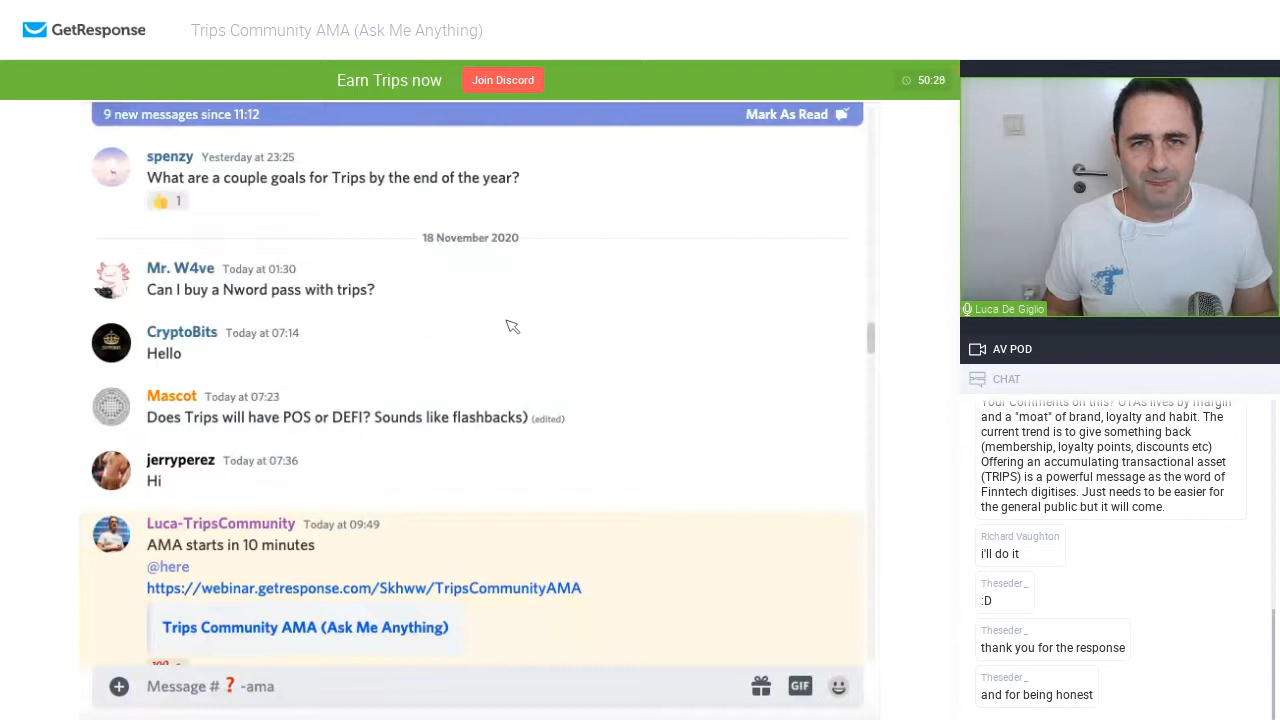 GetResponse
Trips Community AMA (Ask Me Anything)
Earn Trips now
Join Discord
50:28
9 new messages since 11:12
Mark As Read
spenzy Yesterday at 23:25
What are a couple goals for Trips by the end of the year?
👍 1
18 November 2020
Mr. W4ve Today at 01:30
Can I buy a Nword pass with trips?
CryptoBits Today at 07:14
Hello
Mascot Today at 07:23
Does Trips will have POS or DEFI? Sounds like flashbacks) (edited)
jerryperez Today at 07:36
Hi
Luca-TripsCommunity Today at 09:49
AMA starts in 10 minutes
@here
https://webinar.getresponse.com/Skhww/TripsCommunityAMA
Trips Community AMA (Ask Me Anything)
Message # ❓ -ama
GIF
Luca De Giglio
AV POD
CHAT
Your Comments on this? OTAs lives by margin
and a "moat" of brand, loyalty and habit. The
current trend is to give something back
(membership, loyalty points, discounts etc)
Offering an accumulating transactional asset
(TRIPS) is a powerful message as the word of
Finntech digitises. Just needs to be easier for
the general public but it will come.
Richard Vaughton
i'll do it
Theseder_
:D
Theseder_
thank you for the response
Theseder_
and for being honest